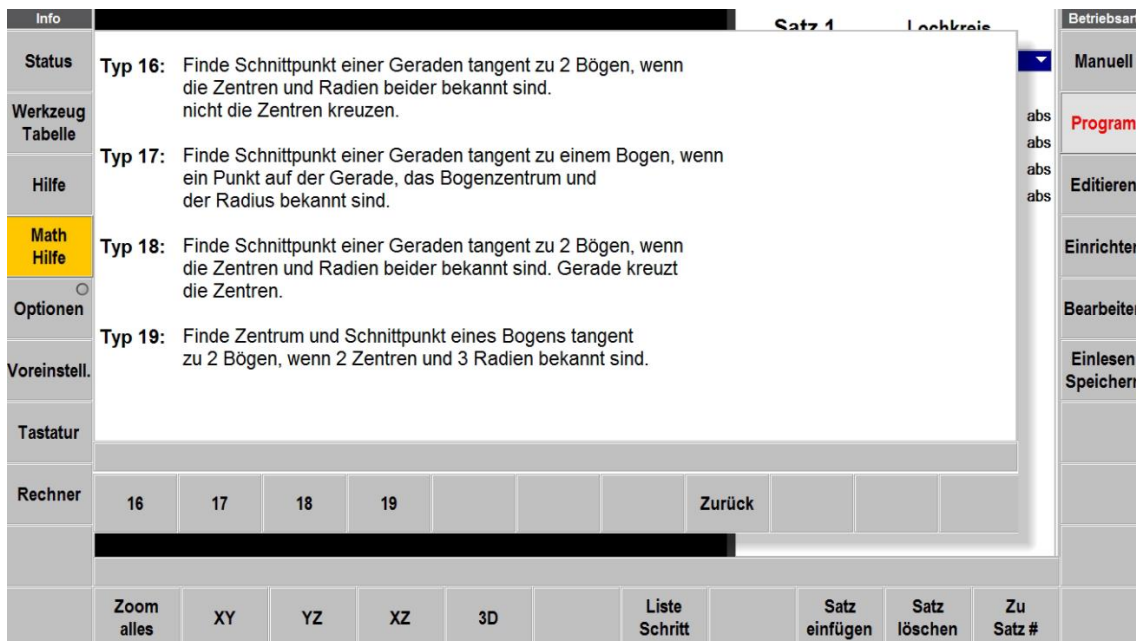 Info
Status
Werkzeug
Tabelle
Hilfe
Math
Hilfe
Optionen
Voreinstell.
Tastatur
Rechner
Satz 1 Lochkreis
abs
abs
abs
abs
Typ 16: Finde Schnittpunkt einer Geraden tangent zu 2 Bögen, wenn
die Zentren und Radien beider bekannt sind.
nicht die Zentren kreuzen.
Typ 17: Finde Schnittpunkt einer Geraden tangent zu einem Bogen, wenn
ein Punkt auf der Gerade, das Bogenzentrum und
der Radius bekannt sind.
Typ 18: Finde Schnittpunkt einer Geraden tangent zu 2 Bögen, wenn
die Zentren und Radien beider bekannt sind. Gerade kreuzt
die Zentren.
Typ 19: Finde Zentrum und Schnittpunkt eines Bogens tangent
zu 2 Bögen, wenn 2 Zentren und 3 Radien bekannt sind.
16 17 18 19 Zurück
Betriebsart
Manuell
Program
Editieren
Einrichten
Bearbeiten
Einlesen
Speichern
Zoom
alles
XY YZ XZ 3D
Liste
Schritt
Satz
einfügen
Satz
löschen
Zu
Satz #